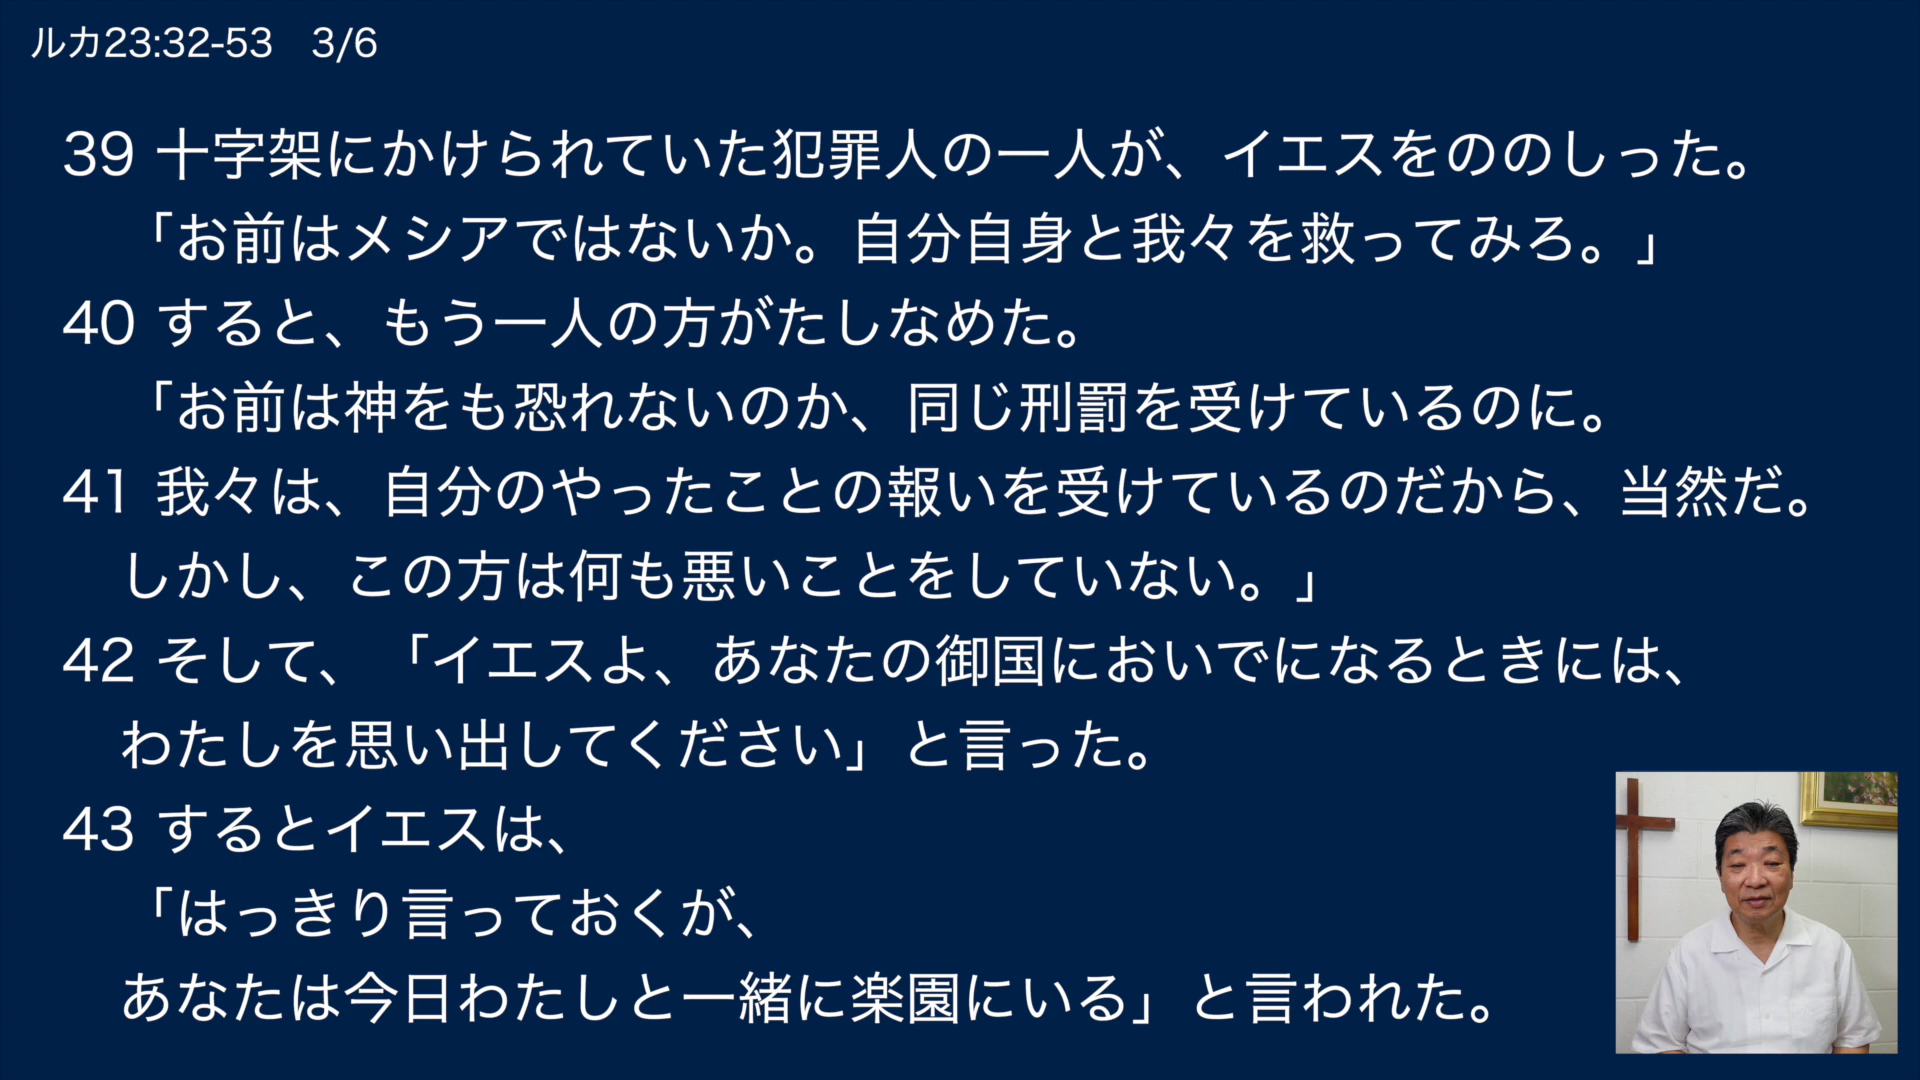 ルカ23:32-53　3/6
39 十字架にかけられていた犯罪人の一人が、イエスをののしった。
「お前はメシアではないか。自分自身と我々を救ってみろ。」
40 すると、もう一人の方がたしなめた。
「お前は神をも恐れないのか、同じ刑罰を受けているのに。
41 我々は、自分のやったことの報いを受けているのだから、当然だ。
しかし、この方は何も悪いことをしていない。」
42 そして、「イエスよ、あなたの御国においでになるときには、
わたしを思い出してください」と言った。
43 するとイエスは、
「はっきり言っておくが、
あなたは今日わたしと一緒に楽園にいる」と言われた。